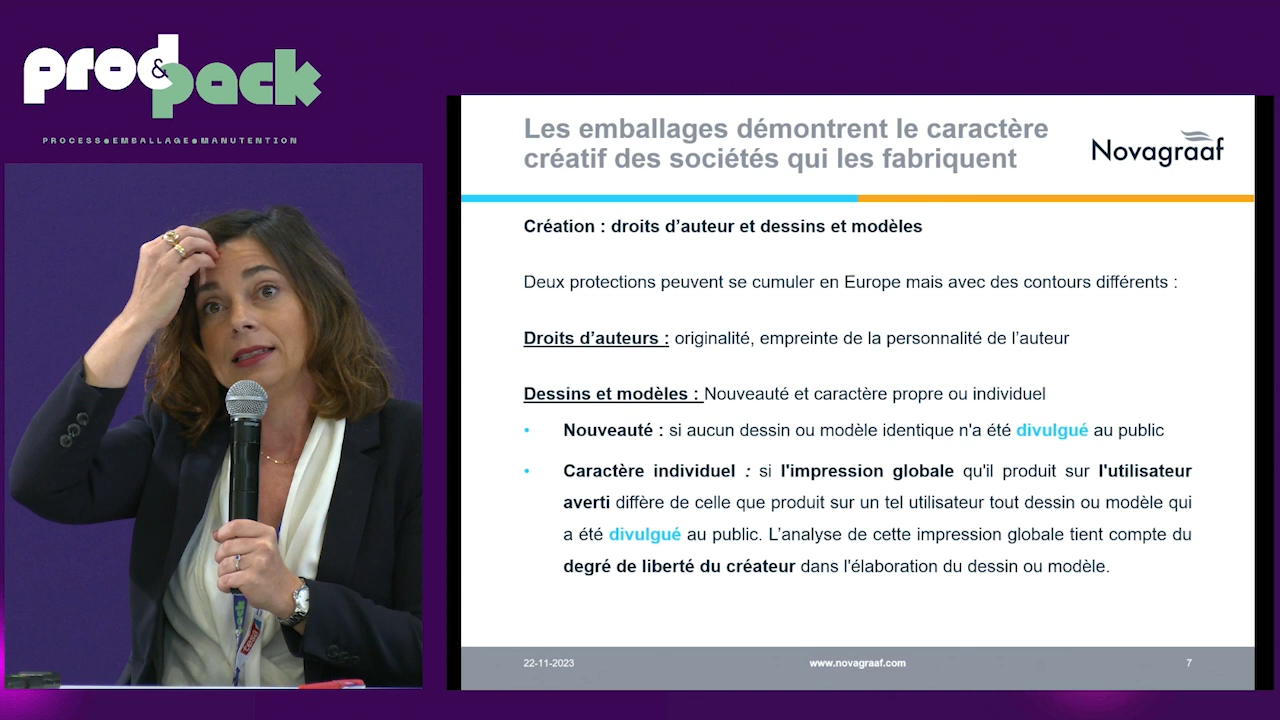 prod&pack
PROCESS•EMBALLAGE•MANUTENTION
Les emballages démontrent le caractère
créatif des sociétés qui les fabriquent
Novagraaf
Création : droits d’auteur et dessins et modèles
Deux protections peuvent se cumuler en Europe mais avec des contours différents :
Droits d’auteurs : originalité, empreinte de la personnalité de l’auteur
Dessins et modèles : Nouveauté et caractère propre ou individuel
• Nouveauté : si aucun dessin ou modèle identique n'a été divulgué au public
• Caractère individuel : si l'impression globale qu'il produit sur l'utilisateur
averti diffère de celle que produit sur un tel utilisateur tout dessin ou modèle qui
a été divulgué au public. L’analyse de cette impression globale tient compte du
degré de liberté du créateur dans l'élaboration du dessin ou modèle.
22-11-2023 www.novagraaf.com 7